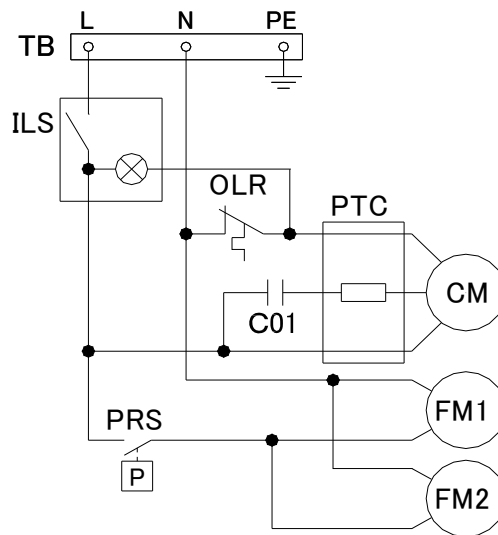 L N PE
TB
ILS
OLR
PTC
CM
C01
FM1
PRS
P
FM2